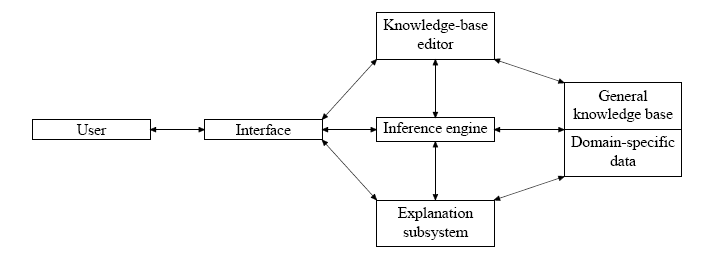 Knowledge-base
editor
General
knowledge base
User
Interface
Inference engine
Domain-specific
data
Explanation
subsystem